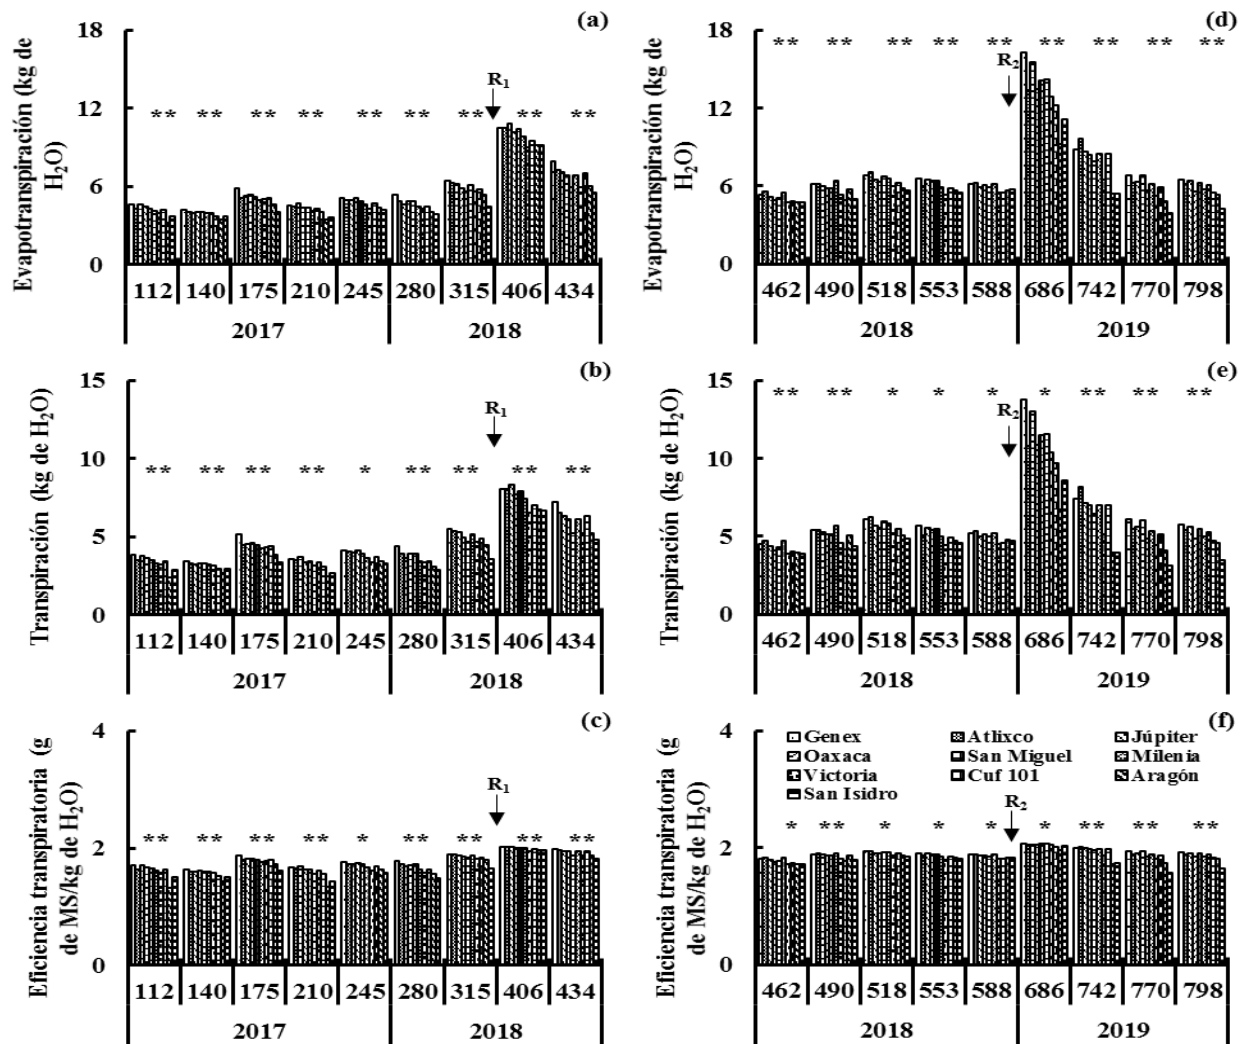 (a)
Evapotranspiración (kg de
H₂O)
18
12
6
0
R₁
** ** ** ** ** ** ** ** **
112 140 175 210 245 280 315 406 434
2017 2018
(d)
Evapotranspiración (kg de
H₂O)
18
12
6
0
** ** ** ** ** ** ** ** **
R₂
462 490 518 553 588 686 742 770 798
2018 2019
(b)
Transpiración (kg de H₂O)
15
10
5
0
R₁
** ** ** ** * ** ** ** **
112 140 175 210 245 280 315 406 434
2017 2018
(e)
Transpiración (kg de H₂O)
15
10
5
0
** ** * * * * ** ** **
R₂
462 490 518 553 588 686 742 770 798
2018 2019
(c)
Eficiencia transpiratoria (g
de MS/kg de H₂O)
4
2
0
R₁
** ** ** ** * ** ** ** **
112 140 175 210 245 280 315 406 434
2017 2018
(f)
Eficiencia transpiratoria (g
de MS/kg de H₂O)
4
2
0
Genex Atlixco Júpiter
Oaxaca San Miguel Milenia
Victoria Cuf 101 Aragón
San Isidro
R₂
* ** * * * * ** ** **
462 490 518 553 588 686 742 770 798
2018 2019